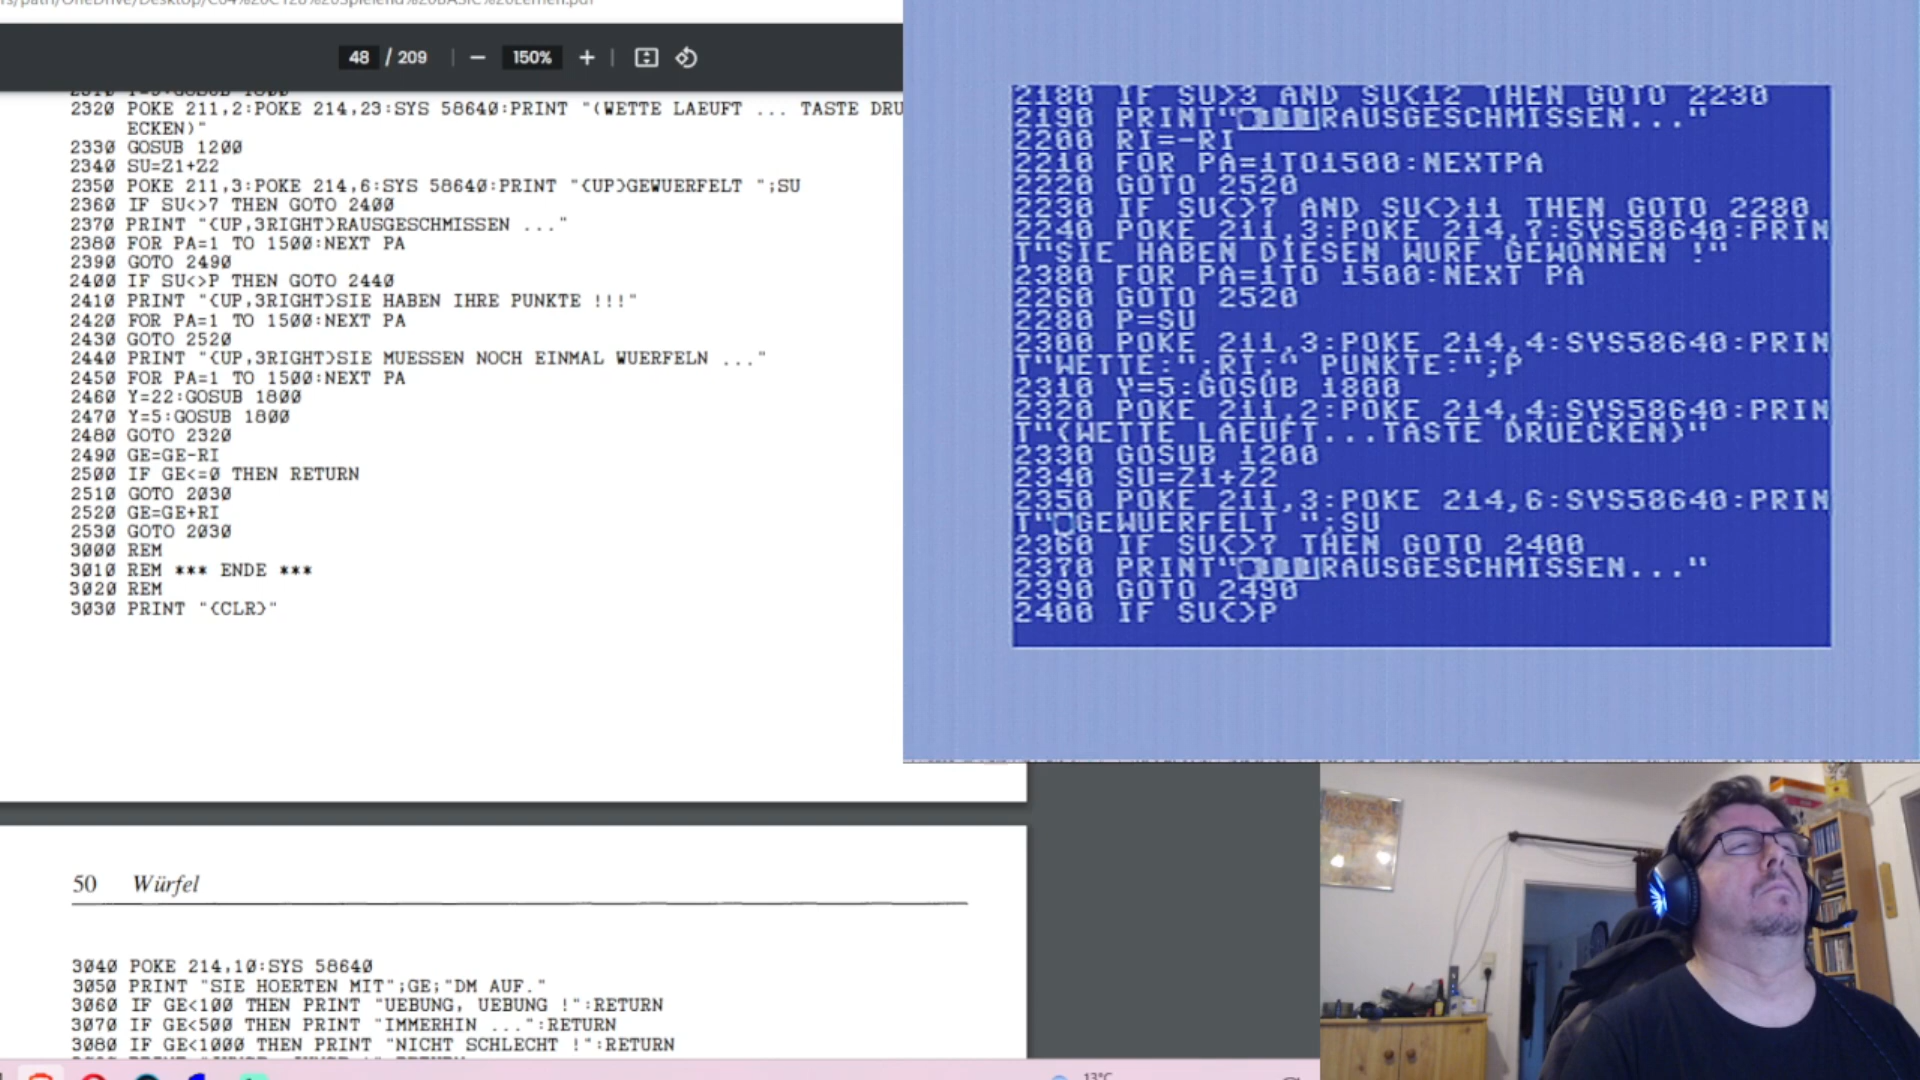 48 / 209 150%
2320 POKE 211,2:POKE 214,23:SYS 58640:PRINT "(WETTE LAEUFT ... TASTE DRU
ECKEN)"
2330 GOSUB 1200
2340 SU=Z1+Z2
2350 POKE 211,3:POKE 214,6:SYS 58640:PRINT "{UP}GEWUERFELT ";SU
2360 IF SU<>7 THEN GOTO 2400
2370 PRINT "{UP,3RIGHT}RAUSGESCHMISSEN ..."
2380 FOR PA=1 TO 1500:NEXT PA
2390 GOTO 2490
2400 IF SU<>P THEN GOTO 2440
2410 PRINT "{UP,3RIGHT}SIE HABEN IHRE PUNKTE !!!"
2420 FOR PA=1 TO 1500:NEXT PA
2430 GOTO 2520
2440 PRINT "{UP,3RIGHT}SIE MUESSEN NOCH EINMAL WUERFELN ..."
2450 FOR PA=1 TO 1500:NEXT PA
2460 Y=22:GOSUB 1800
2470 Y=5:GOSUB 1800
2480 GOTO 2320
2490 GE=GE-RI
2500 IF GE<=0 THEN RETURN
2510 GOTO 2030
2520 GE=GE+RI
2530 GOTO 2030
3000 REM
3010 REM *** ENDE ***
3020 REM
3030 PRINT "{CLR}"
50 Würfel
3040 POKE 214,10:SYS 58640
3050 PRINT "SIE HOERTEN MIT";GE;"DM AUF."
3060 IF GE<100 THEN PRINT "UEBUNG, UEBUNG !":RETURN
3070 IF GE<500 THEN PRINT "IMMERHIN ...":RETURN
3080 IF GE<1000 THEN PRINT "NICHT SCHLECHT !":RETURN
2180 IF SU>3 AND SU<12 THEN GOTO 2230
2190 PRINT"RAUSGESCHMISSEN..."
2200 RI=-RI
2210 FOR PA=1TO1500:NEXTPA
2220 GOTO 2520
2230 IF SU<>7 AND SU<>11 THEN GOTO 2280
2240 POKE 211,3:POKE 214,7:SYS58640:PRIN
T"SIE HABEN DIESEN WURF GEWONNEN !"
2380 FOR PA=1TO 1500:NEXT PA
2260 GOTO 2520
2280 P=SU
2300 POKE 211,3:POKE 214,4:SYS58640:PRIN
T"WETTE:";RI;" PUNKTE:";P
2310 Y=5:GOSUB 1800
2320 POKE 211,2:POKE 214,4:SYS58640:PRIN
T"(WETTE LAEUFT...TASTE DRUECKEN)"
2330 GOSUB 1200
2340 SU=Z1+Z2
2350 POKE 211,3:POKE 214,6:SYS58640:PRIN
T"GEWUERFELT ";SU
2360 IF SU<>7 THEN GOTO 2400
2370 PRINT"RAUSGESCHMISSEN..."
2390 GOTO 2490
2400 IF SU<>P
13°C